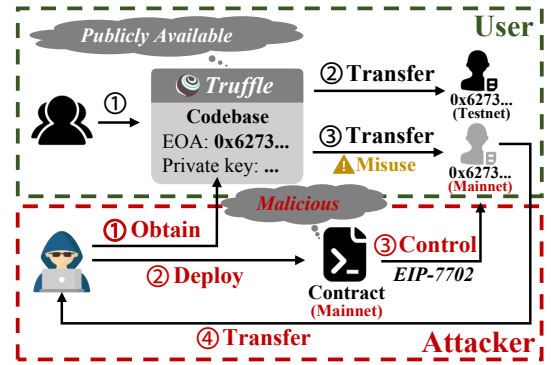 User
Publicly Available
Truffle
Codebase
EOA: 0x6273...
Private key: ...
①
② Transfer
0x6273...
(Testnet)
③ Transfer
Misuse
0x6273...
(Mainnet)
Malicious
① Obtain
② Deploy
Contract
(Mainnet)
③ Control
EIP-7702
④ Transfer
Attacker